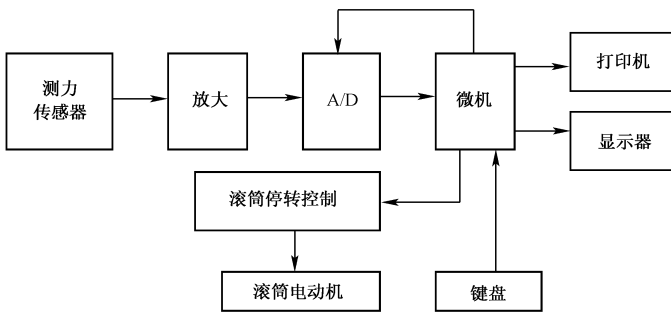 测力
传感器
放大
A/D
微机
打印机
显示器
滚筒停转控制
滚筒电动机
键盘